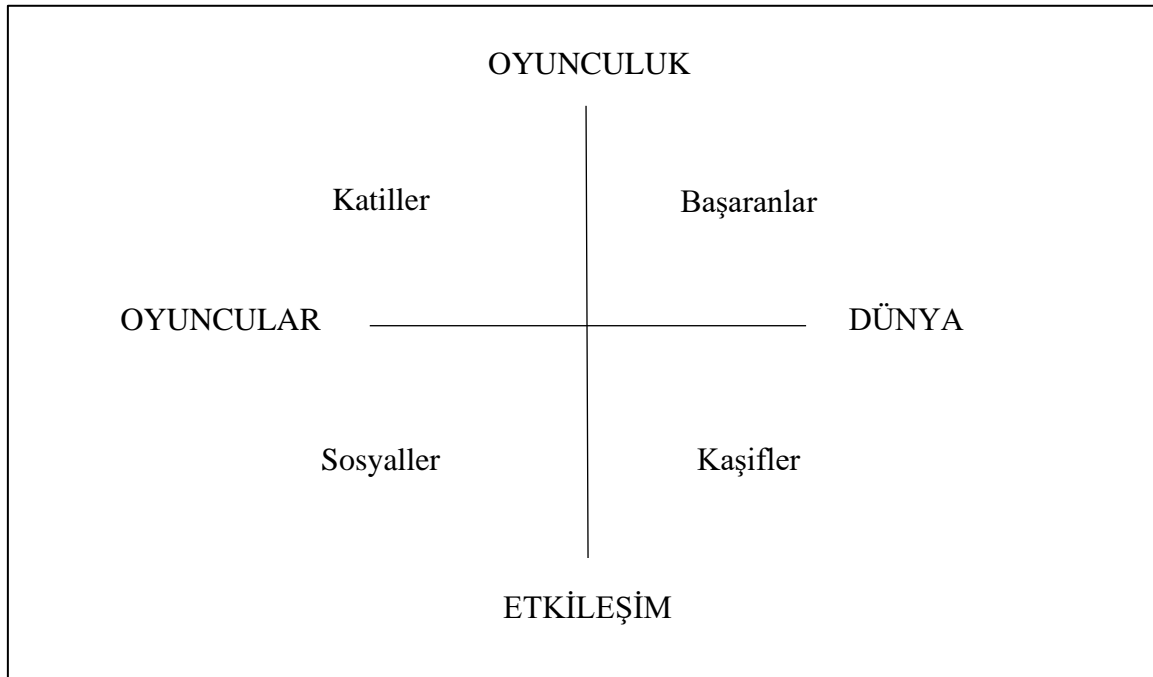 OYUNCULUK
Katiller
Başaranlar
OYUNCULAR
DÜNYA
Sosyaller
Kaşifler
ETKİLEŞİM